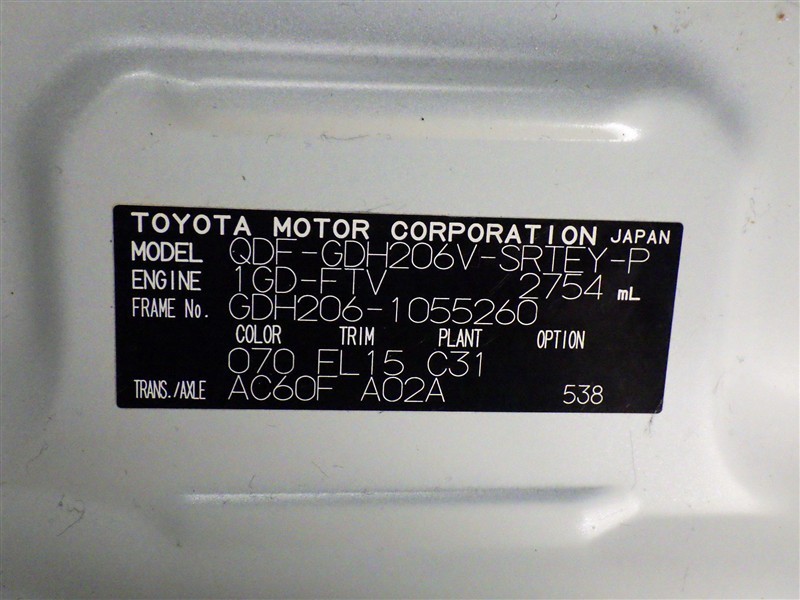 TOYOTA MOTOR CORPORATION JAPAN
MODEL QDF-GDH206V-SRTEY-P
ENGINE 1GD-FTV 2754 mL
FRAME No. GDH206-1055260
COLOR TRIM PLANT OPTION
070 FL15 C31
TRANS./AXLE AC60F A02A 538